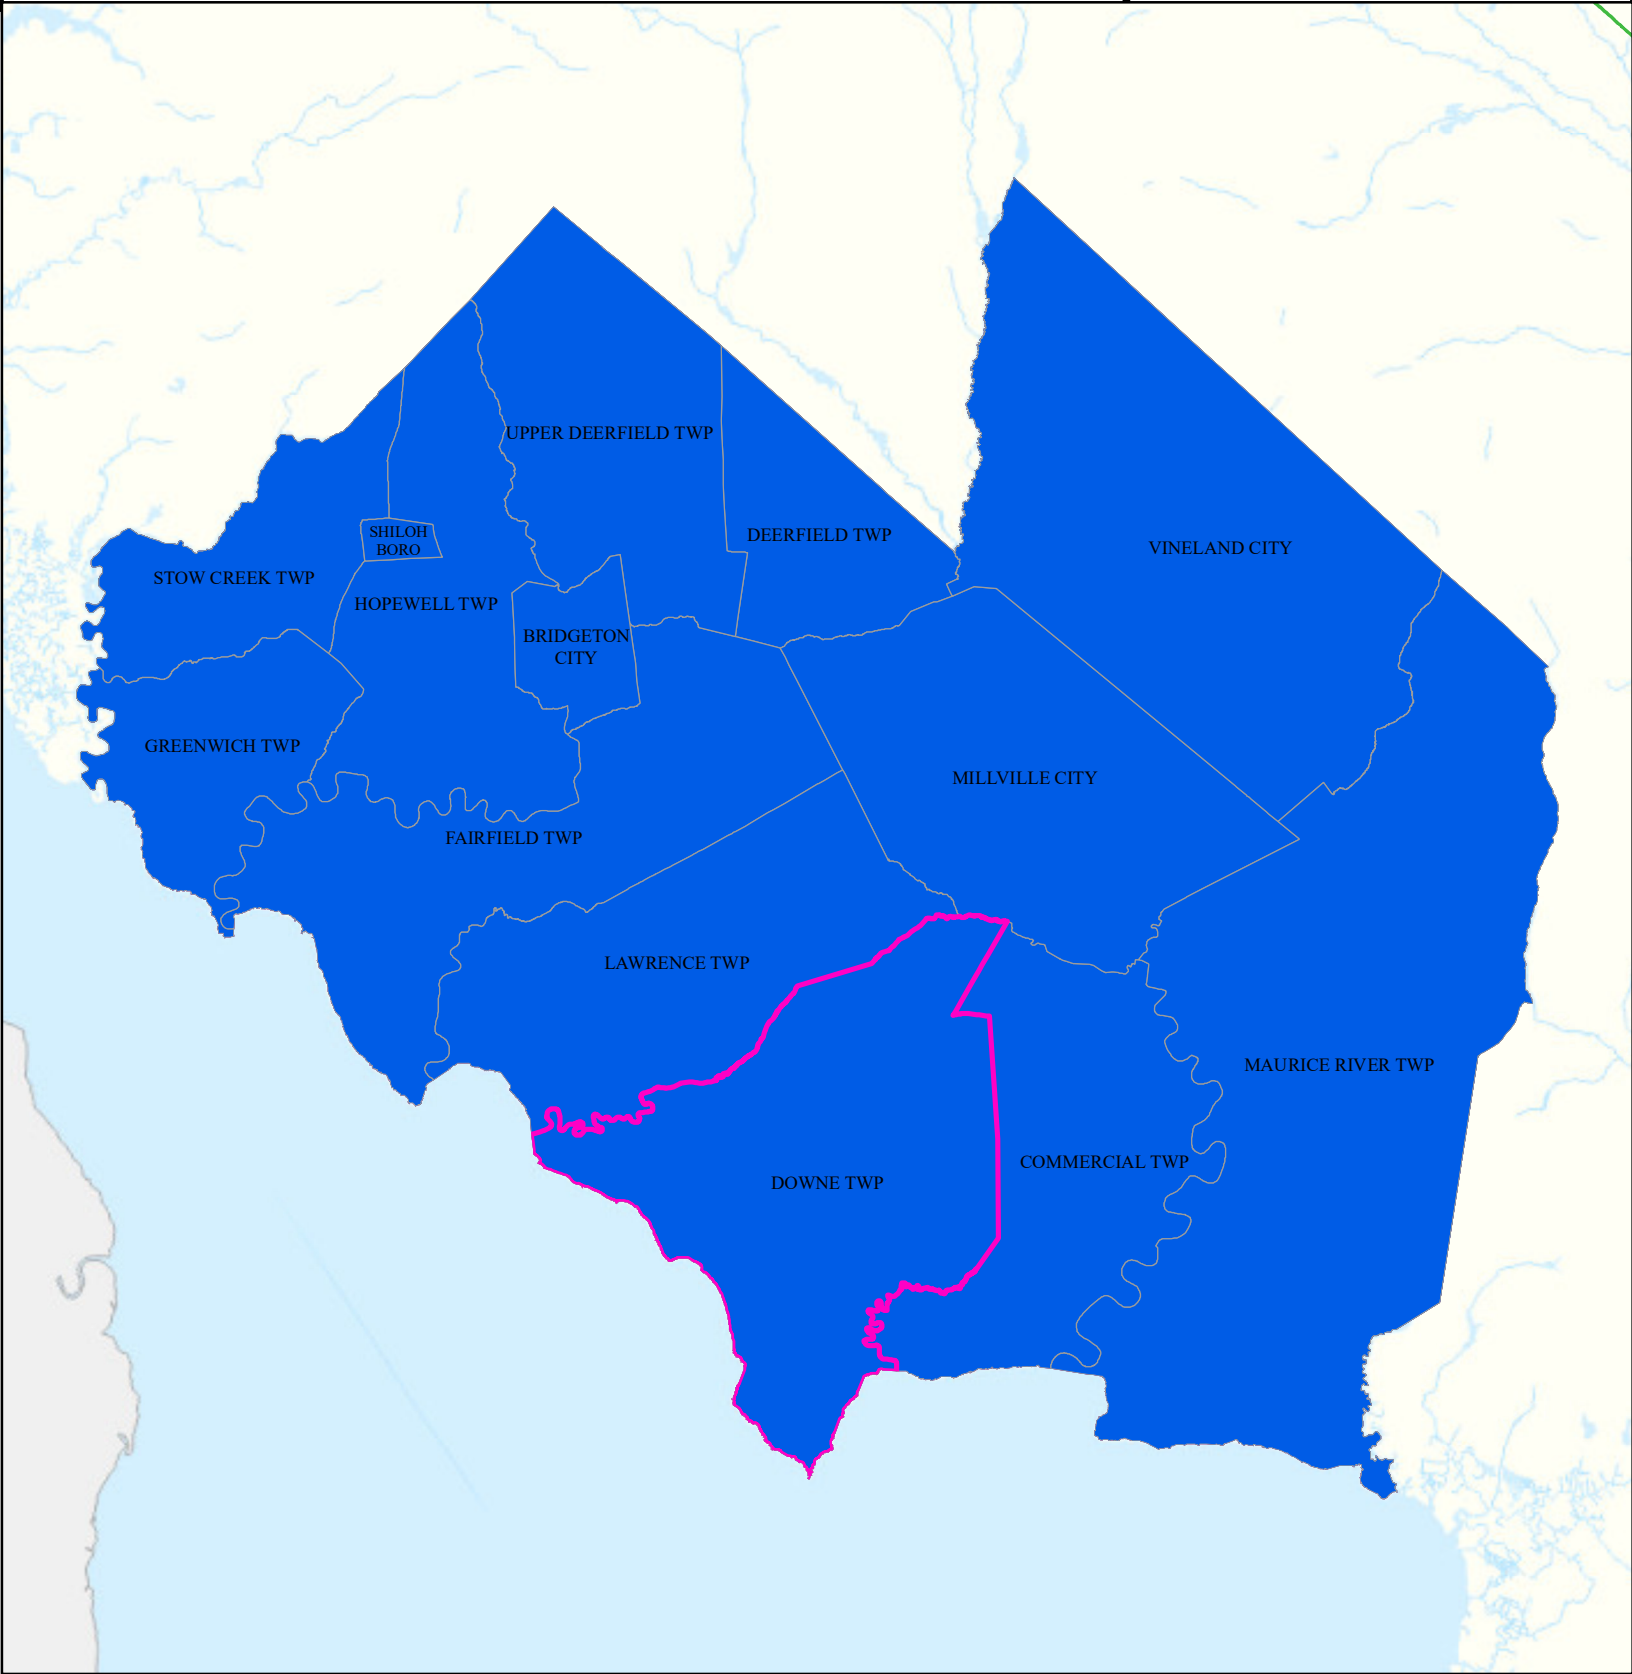 UPPER DEERFIELD TWP
SHILOH
BORO
DEERFIELD TWP
VINELAND CITY
STOW CREEK TWP
HOPEWELL TWP
BRIDGETON
CITY
GREENWICH TWP
MILLVILLE CITY
FAIRFIELD TWP
LAWRENCE TWP
MAURICE RIVER TWP
COMMERCIAL TWP
DOWNE TWP